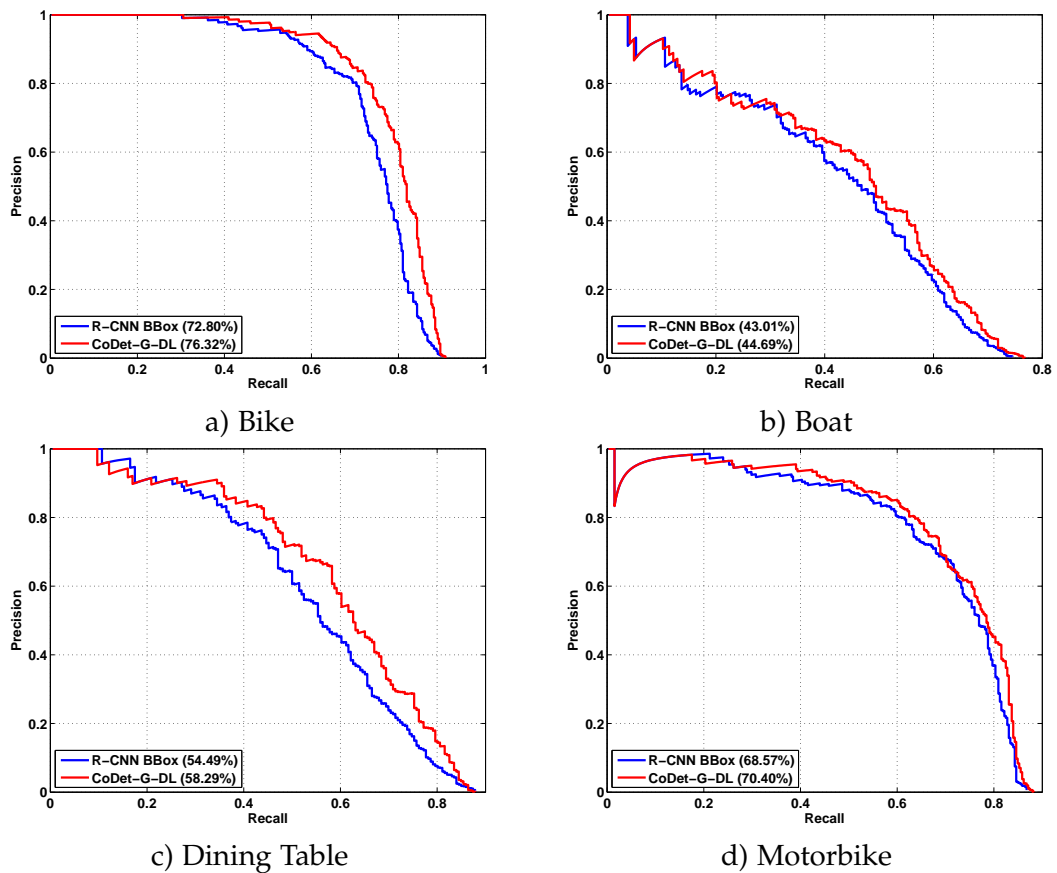 1
0.8
0.6
0.4
0.2
0
Precision
R-CNN BBox (72.80%)
CoDet-G-DL (76.32%)
0 0.2 0.4 0.6 0.8 1
Recall
a) Bike
1
0.8
0.6
0.4
0.2
0
Precision
R-CNN BBox (43.01%)
CoDet-G-DL (44.69%)
0 0.2 0.4 0.6 0.8
Recall
b) Boat
1
0.8
0.6
0.4
0.2
0
Precision
R-CNN BBox (54.49%)
CoDet-G-DL (58.29%)
0 0.2 0.4 0.6 0.8
Recall
c) Dining Table
1
0.8
0.6
0.4
0.2
0
Precision
R-CNN BBox (68.57%)
CoDet-G-DL (70.40%)
0 0.2 0.4 0.6 0.8
Recall
d) Motorbike